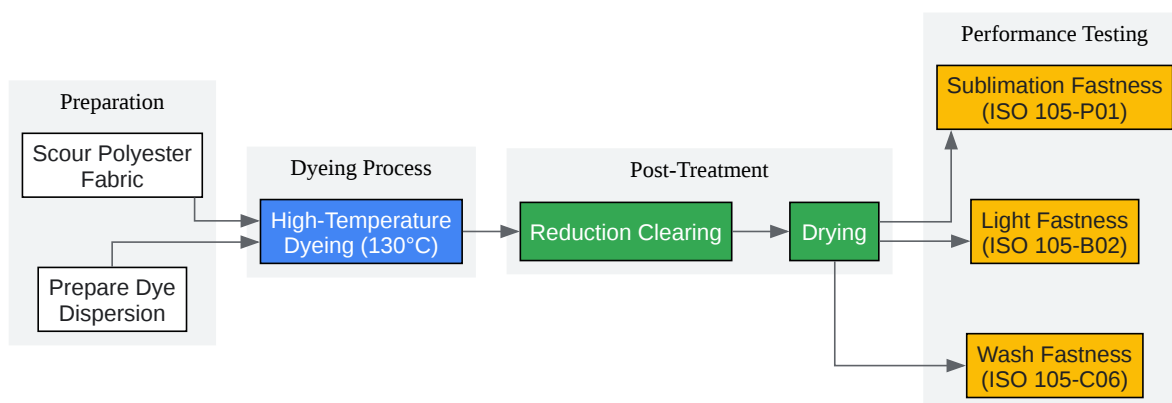 Preparation
Scour Polyester
Fabric
Prepare Dye
Dispersion
Dyeing Process
High-Temperature
Dyeing (130°C)
Post-Treatment
Reduction Clearing
Drying
Performance Testing
Sublimation Fastness
(ISO 105-P01)
Light Fastness
(ISO 105-B02)
Wash Fastness
(ISO 105-C06)